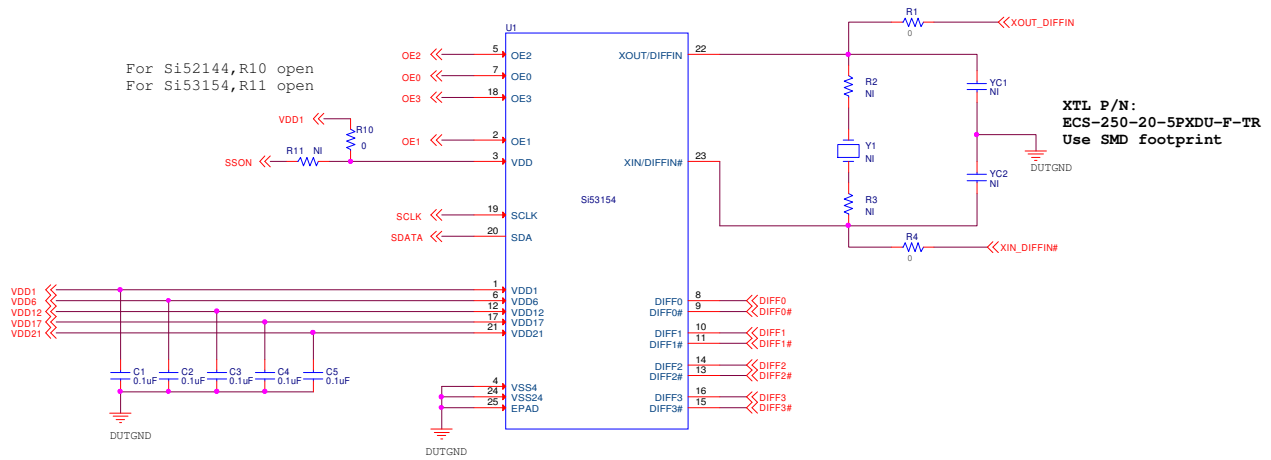 U1
R1
0
XOUT_DIFFIN
OE2
5
OE2
XOUT/DIFFIN
22
For Si52144,R10 open
For Si53154,R11 open
OE0
7
OE0
OE3
18
OE3
R2
NI
YC1
NI
XTL P/N:
ECS-250-20-5PXDU-F-TR
Use SMD footprint
VDD1
R10
0
OE1
2
OE1
R11 NI
SSON
3
VDD
XIN/DIFFIN#
23
Y1
NI
DUTGND
YC2
NI
Si53154
R3
NI
SCLK
19
SCLK
SDATA
20
SDA
R4
0
XIN_DIFFIN#
VDD1
1
VDD1
VDD6
6
VDD6
VDD12
12
VDD12
VDD17
17
VDD17
VDD21
21
VDD21
DIFF0
8
DIFF0
DIFF0#
9
DIFF0#
DIFF1
10
DIFF1
DIFF1#
11
DIFF1#
DIFF2
14
DIFF2
DIFF2#
13
DIFF2#
DIFF3
16
DIFF3
DIFF3#
15
DIFF3#
C1
0.1uF
C2
0.1uF
C3
0.1uF
C4
0.1uF
C5
0.1uF
4
VSS4
24
VSS24
25
EPAD
DUTGND
DUTGND